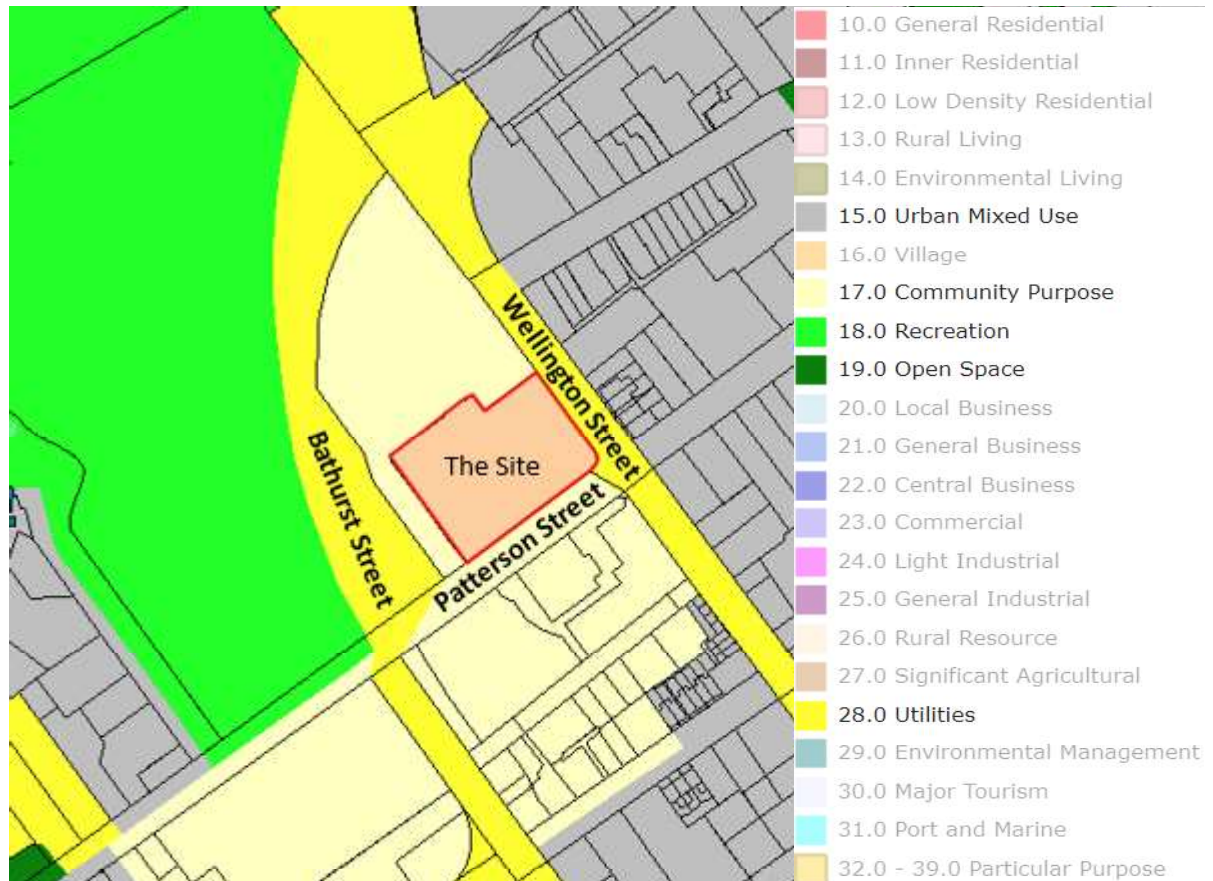 Wellington Street
The Site
Bathurst Street
Patterson Street
10.0 General Residential
11.0 Inner Residential
12.0 Low Density Residential
13.0 Rural Living
14.0 Environmental Living
15.0 Urban Mixed Use
16.0 Village
17.0 Community Purpose
18.0 Recreation
19.0 Open Space
20.0 Local Business
21.0 General Business
22.0 Central Business
23.0 Commercial
24.0 Light Industrial
25.0 General Industrial
26.0 Rural Resource
27.0 Significant Agricultural
28.0 Utilities
29.0 Environmental Management
30.0 Major Tourism
31.0 Port and Marine
32.0 - 39.0 Particular Purpose